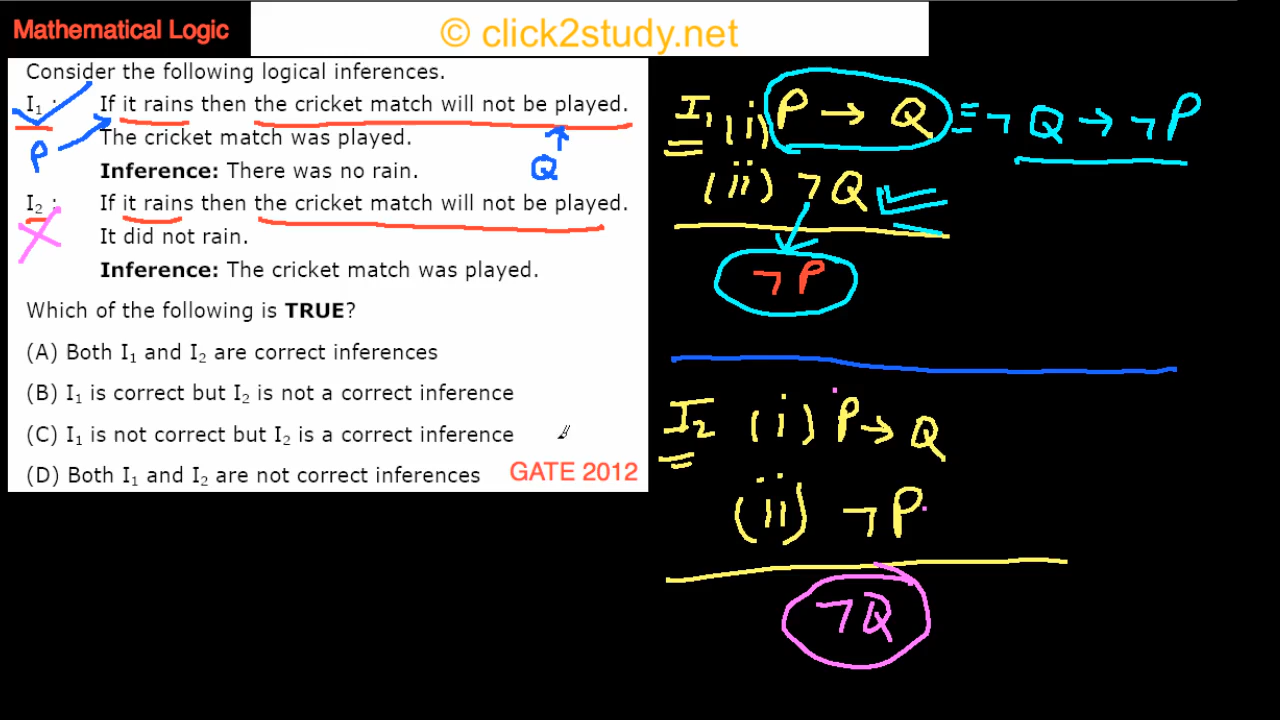 Mathematical Logic
© click2study.net
Consider the following logical inferences.
I₁ : If it rains then the cricket match will not be played.
The cricket match was played.
Inference: There was no rain.
I₂ : If it rains then the cricket match will not be played.
It did not rain.
Inference: The cricket match was played.
Which of the following is TRUE?
(A) Both I₁ and I₂ are correct inferences
(B) I₁ is correct but I₂ is not a correct inference
(C) I₁ is not correct but I₂ is a correct inference
(D) Both I₁ and I₂ are not correct inferences
GATE 2012
P
Q
I₁ (i) P → Q ≡ ¬Q → ¬P
(ii) ¬Q
¬P
I₂ (i) P → Q
(ii) ¬P
¬Q